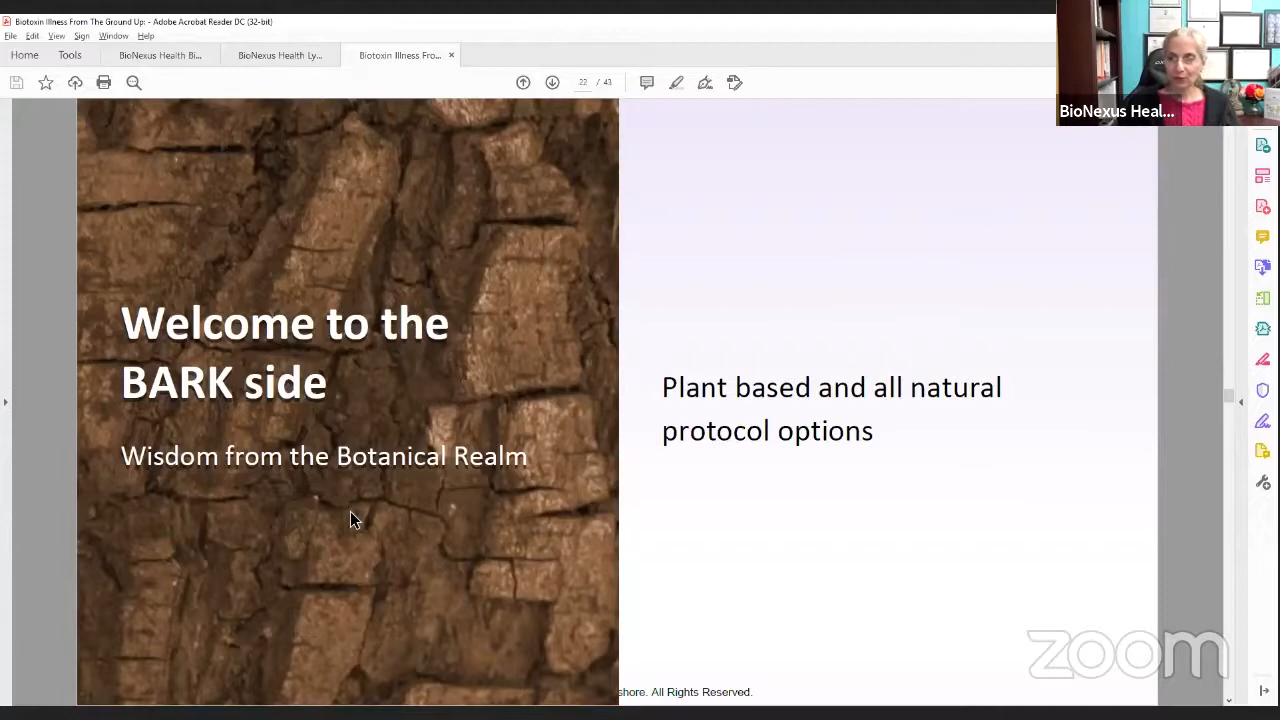 Biotoxin Illness From The Ground Up: - Adobe Acrobat Reader DC (32-bit)
File Edit View Sign Window Help
Home Tools BioNexus Health Bi... BioNexus Health Ly... Biotoxin Illness Fro... ×
22 / 43
BioNexus Heal...
Welcome to the
BARK side
Wisdom from the Botanical Realm
Plant based and all natural
protocol options
shore. All Rights Reserved.
zoom